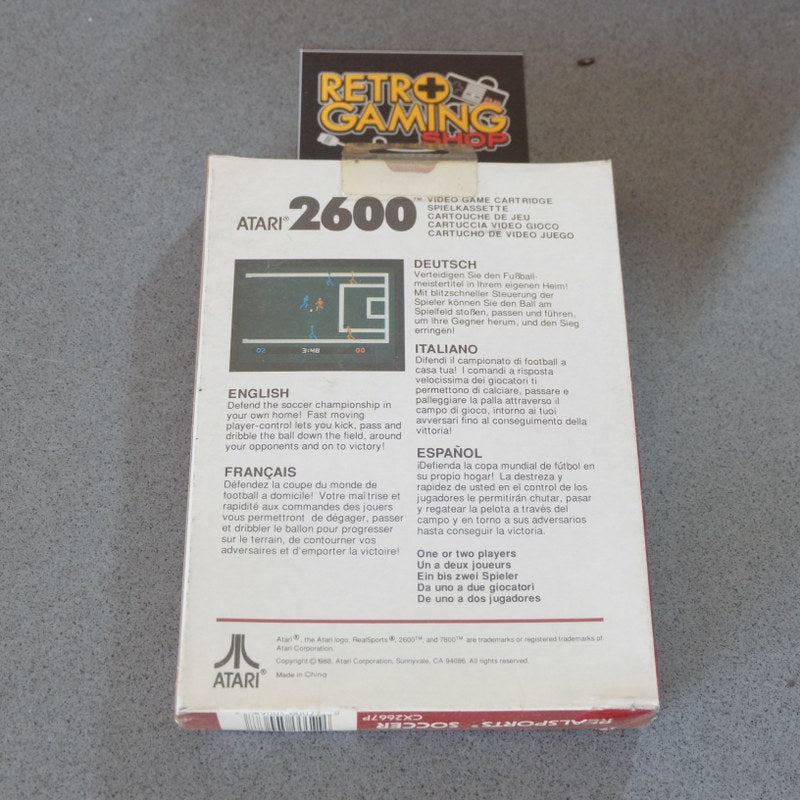 RETRO
GAMING
SHOP
ATARI® 2600™
VIDEO GAME CARTRIDGE
SPIELKASSETTE
CARTOUCHE DE JEU
CARTUCCIA VIDEO GIOCO
CARTUCHO DE VIDEO JUEGO
02 3:48 00
ENGLISH
Defend the soccer championship in
your own home! Fast moving
player-control lets you kick, pass and
dribble the ball down the field, around
your opponents and on to victory!
FRANÇAIS
Défendez la coupe du monde de
football a domicile! Votre maîtrise et
rapidité aux commandes des jouers
vous permettront de dégager, passer
et dribbler le ballon pour progresser
sur le terrain, de contourner vos
adversaires et d'emporter la victoire!
DEUTSCH
Verteidigen Sie den Fußball-
meistertitel in Ihrem eigenen Heim!
Mit blitzschneller Steuerung der
Spieler können Sie den Ball am
Spielfeld stoßen, passen und führen,
um Ihre Gegner herum, und den Sieg
erringen!
ITALIANO
Difendi il campionato di football a
casa tua! I comandi a risposta
velocissima dei giocatori ti
permettono di calciare, passare e
palleggiare la palla attraverso il
campo di gioco, intorno ai tuoi
avversari fino al conseguimento della
vittoria!
ESPAÑOL
¡Defienda la copa mundial de fútbol en
su propio hogar! La destreza y
rapidez de usted en el control de los
jugadores le permitirán chutar, pasar
y regatear la pelota a través del
campo y en torno a sus adversarios
hasta conseguir la victoria.
One or two players
Un a deux joueurs
Ein bis zwei Spieler
Da uno a due giocatori
De uno a dos jugadores
ATARI®
Atari®, the Atari logo, RealSports®, 2600™, and 7800™ are trademarks or registered trademarks of
Atari Corporation.
Copyright © 1988, Atari Corporation, Sunnyvale, CA 94086. All rights reserved.
Made in China
REALSPORTS® SOCCER
CX2667P